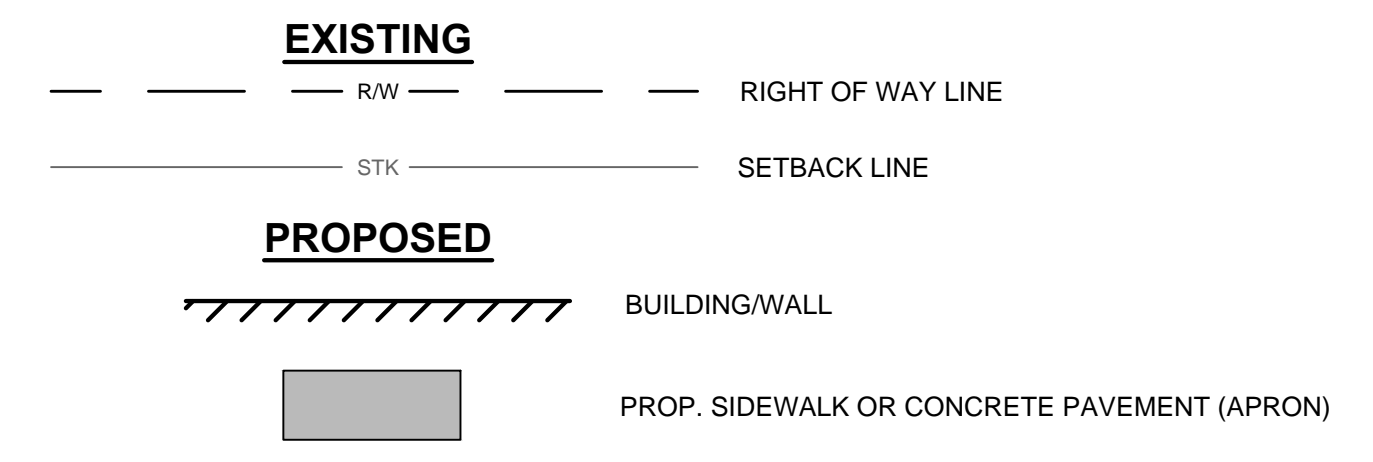 EXISTING
R/W RIGHT OF WAY LINE
STK SETBACK LINE
PROPOSED
BUILDING/WALL
PROP. SIDEWALK OR CONCRETE PAVEMENT (APRON)